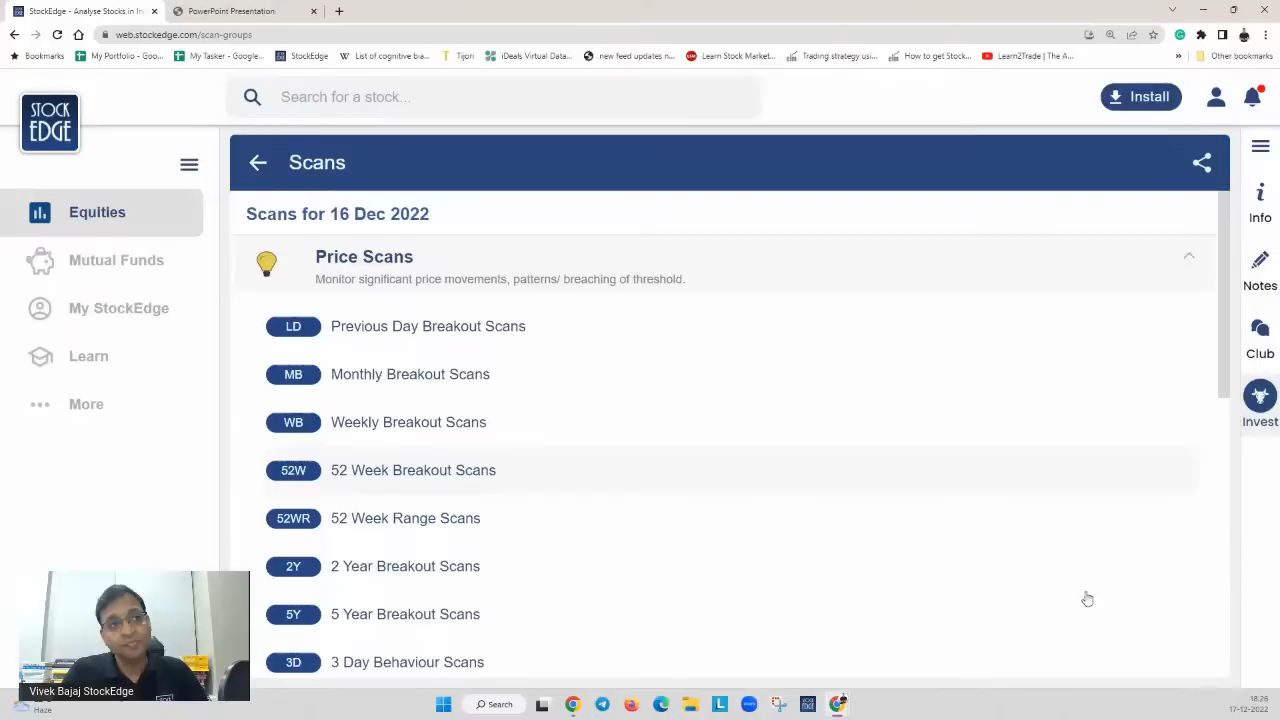 StockEdge - Analyse Stocks in In
PowerPoint Presentation
web.stockedge.com/scan-groups
Bookmarks
My Portfolio - Goo...
My Tasker - Google...
StockEdge
List of cognitive bia...
Tijori
iDeals Virtual Data...
new feed updates n...
Learn Stock Market...
Trading strategy usi...
How to get Stock...
Learn2Trade | The A...
Other bookmarks
STOCK
EDGE
Search for a stock...
Install
Scans
Equities
Mutual Funds
My StockEdge
Learn
More
Scans for 16 Dec 2022
Price Scans
Monitor significant price movements, patterns/ breaching of threshold.
LD Previous Day Breakout Scans
MB Monthly Breakout Scans
WB Weekly Breakout Scans
52W 52 Week Breakout Scans
52WR 52 Week Range Scans
2Y 2 Year Breakout Scans
5Y 5 Year Breakout Scans
3D 3 Day Behaviour Scans
Info
Notes
Club
Invest
Vivek Bajaj StockEdge
Haze
Search
18:26
17-12-2022